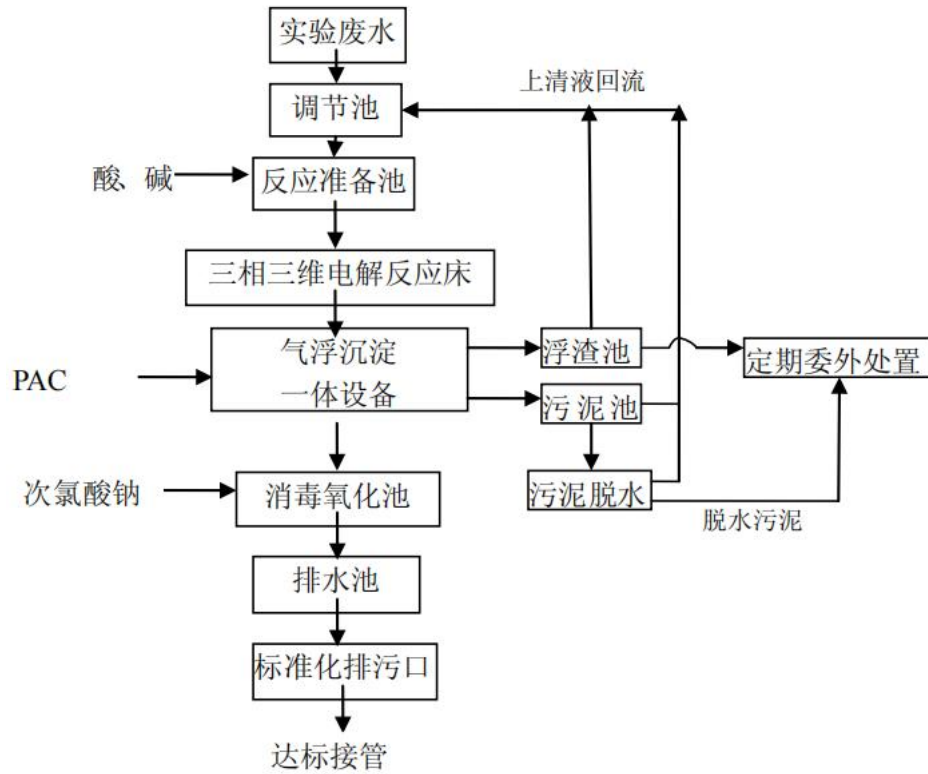 实验废水
上清液回流
调节池
酸、碱
反应准备池
三相三维电解反应床
气浮沉淀
一体设备
PAC
浮渣池
定期委外处置
污泥池
次氯酸钠
消毒氧化池
污泥脱水
脱水污泥
排水池
标准化排污口
达标接管